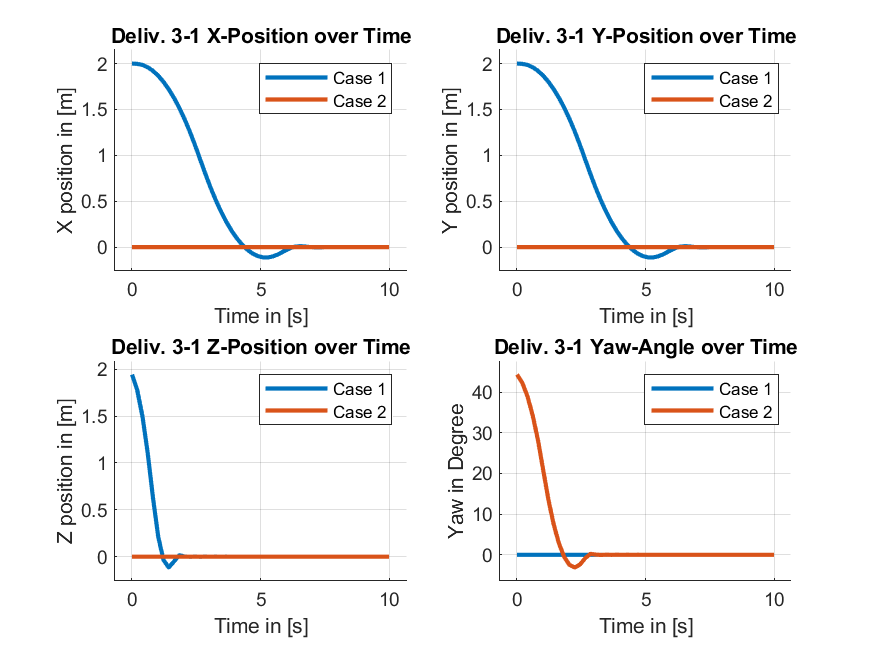 Deliv. 3-1 X-Position over Time
X position in [m]
2
1.5
1
0.5
0
Case 1
Case 2
0 5 10
Time in [s]
Deliv. 3-1 Y-Position over Time
Y position in [m]
2
1.5
1
0.5
0
Case 1
Case 2
0 5 10
Time in [s]
Deliv. 3-1 Z-Position over Time
Z position in [m]
2
1.5
1
0.5
0
Case 1
Case 2
0 5 10
Time in [s]
Deliv. 3-1 Yaw-Angle over Time
Yaw in Degree
40
30
20
10
0
Case 1
Case 2
0 5 10
Time in [s]